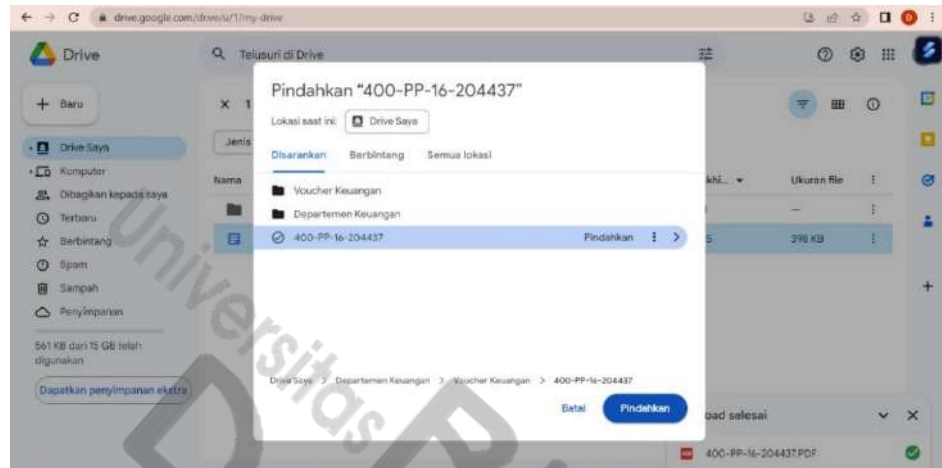 drive.google.com/drive/u/1/my-drive
Drive
Telusuri di Drive
Baru
Drive Saya
Komputer
Dibagikan kepada saya
Terbaru
Berbintang
Spam
Sampah
Penyimpanan
561 KB dari 15 GB telah
digunakan
Dapatkan penyimpanan ekstra
Jenis
Nama
Ukuran file
398 KB
Pindahkan “400-PP-16-204437”
Lokasi saat ini:
Drive Saya
Disarankan
Berbintang
Semua lokasi
Voucher Keuangan
Departemen Keuangan
400-PP-16-204437
Pindahkan
Drive Saya > Departemen Keuangan > Voucher Keuangan > 400-PP-16-204437
Batal
Pindahkan
selesai
400-PP-16-204437.PDF
Universitas